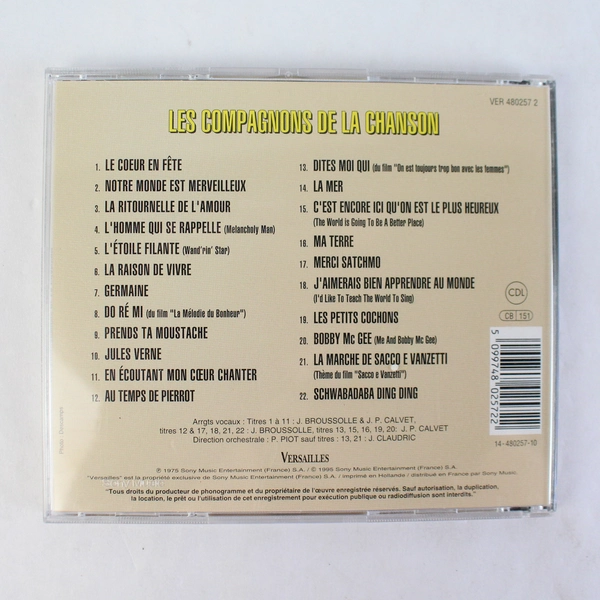 VER 480257 2
LES COMPAGNONS DE LA CHANSON
1. LE COEUR EN FÊTE
2. NOTRE MONDE EST MERVEILLEUX
3. LA RITOURNELLE DE L'AMOUR
4. L'HOMME QUI SE RAPPELLE (Melancholy Man)
5. L'ÉTOILE FILANTE (Wand'rin' Star)
6. LA RAISON DE VIVRE
7. GERMAINE
8. DO RÉ MI (du film "La Mélodie du Bonheur")
9. PRENDS TA MOUSTACHE
10. JULES VERNE
11. EN ÉCOUTANT MON CŒUR CHANTER
12. AU TEMPS DE PIERROT
13. DITES MOI QUI (du film "On est toujours trop bon avec les femmes")
14. LA MER
15. C'EST ENCORE ICI QU'ON EST LE PLUS HEUREUX
(The World is Going To Be A Better Place)
16. MA TERRE
17. MERCI SATCHMO
18. J'AIMERAIS BIEN APPRENDRE AU MONDE
(I'd Like To Teach The World To Sing)
19. LES PETITS COCHONS
20. BOBBY Mc GEE (Me And Bobby Mc Gee)
21. LA MARCHE DE SACCO E VANZETTI
(Thème du film "Sacco e Vanzetti")
22. SCHWABADABA DING DING
CDL
CB 151
5 099748 025722
14-480257-10
Arrgts vocaux : Titres 1 à 11 : J. BROUSSOLLE & J. P. CALVET,
titres 12 & 17, 18, 21, 22 : J. BROUSSOLLE, titres 13, 15, 16, 19, 20: J. P. CALVET
Direction orchestrale : P. PIOT sauf titres : 13, 21 : J. CLAUDRIC
VERSAILLES
℗ 1975 Sony Music Entertainment (France) S.A. / © 1995 Sony Music Entertainment (France) S.A.
"Versailles" est la propriété exclusive de Sony Music Entertainment (France) S.A. / Imprimé en Hollande / distribué en France par Sony Music.
"Tous droits du producteur de phonogramme et du propriétaire de l'œuvre enregistrée réservés. Sauf autorisation, la duplication,
la location, le prêt ou l'utilisation de cet enregistrement pour exécution publique ou radiodiffusion sont interdits."